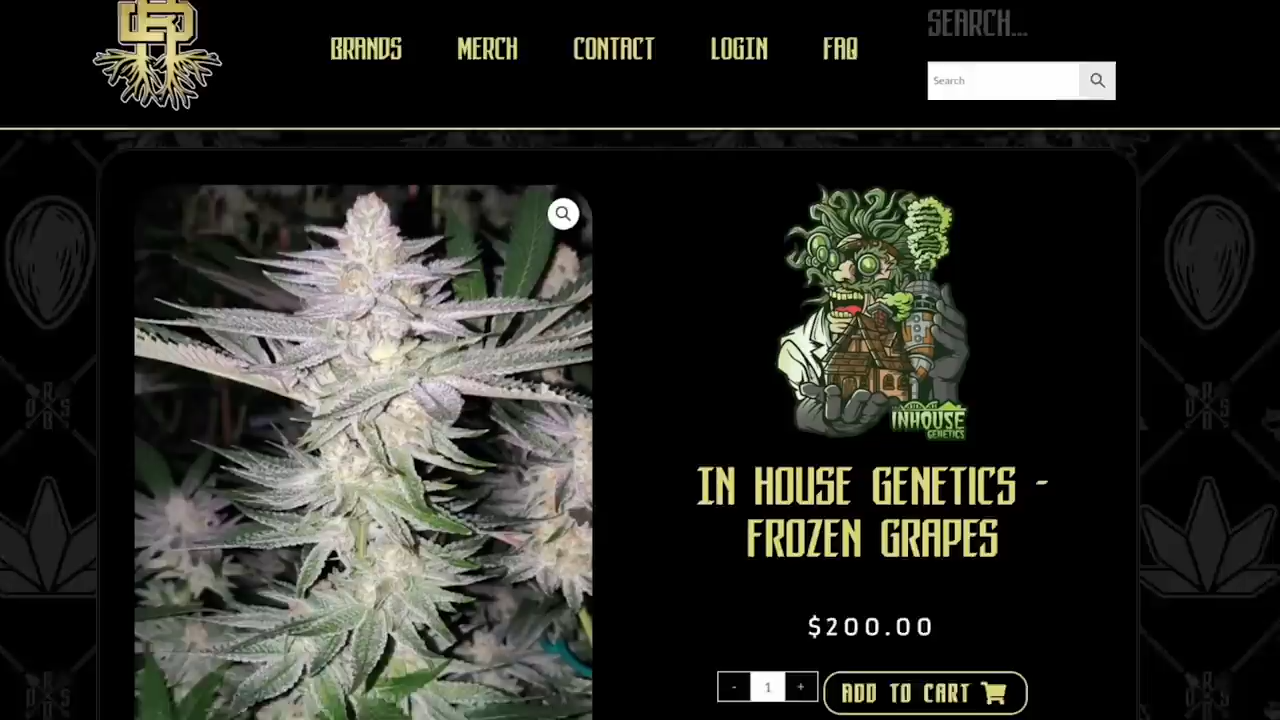 BRANDS MERCH CONTACT LOGIN FAQ
SEARCH...
Search
INHOUSE
GENETICS
IN HOUSE GENETICS -
FROZEN GRAPES
$200.00
- 1 +
ADD TO CART